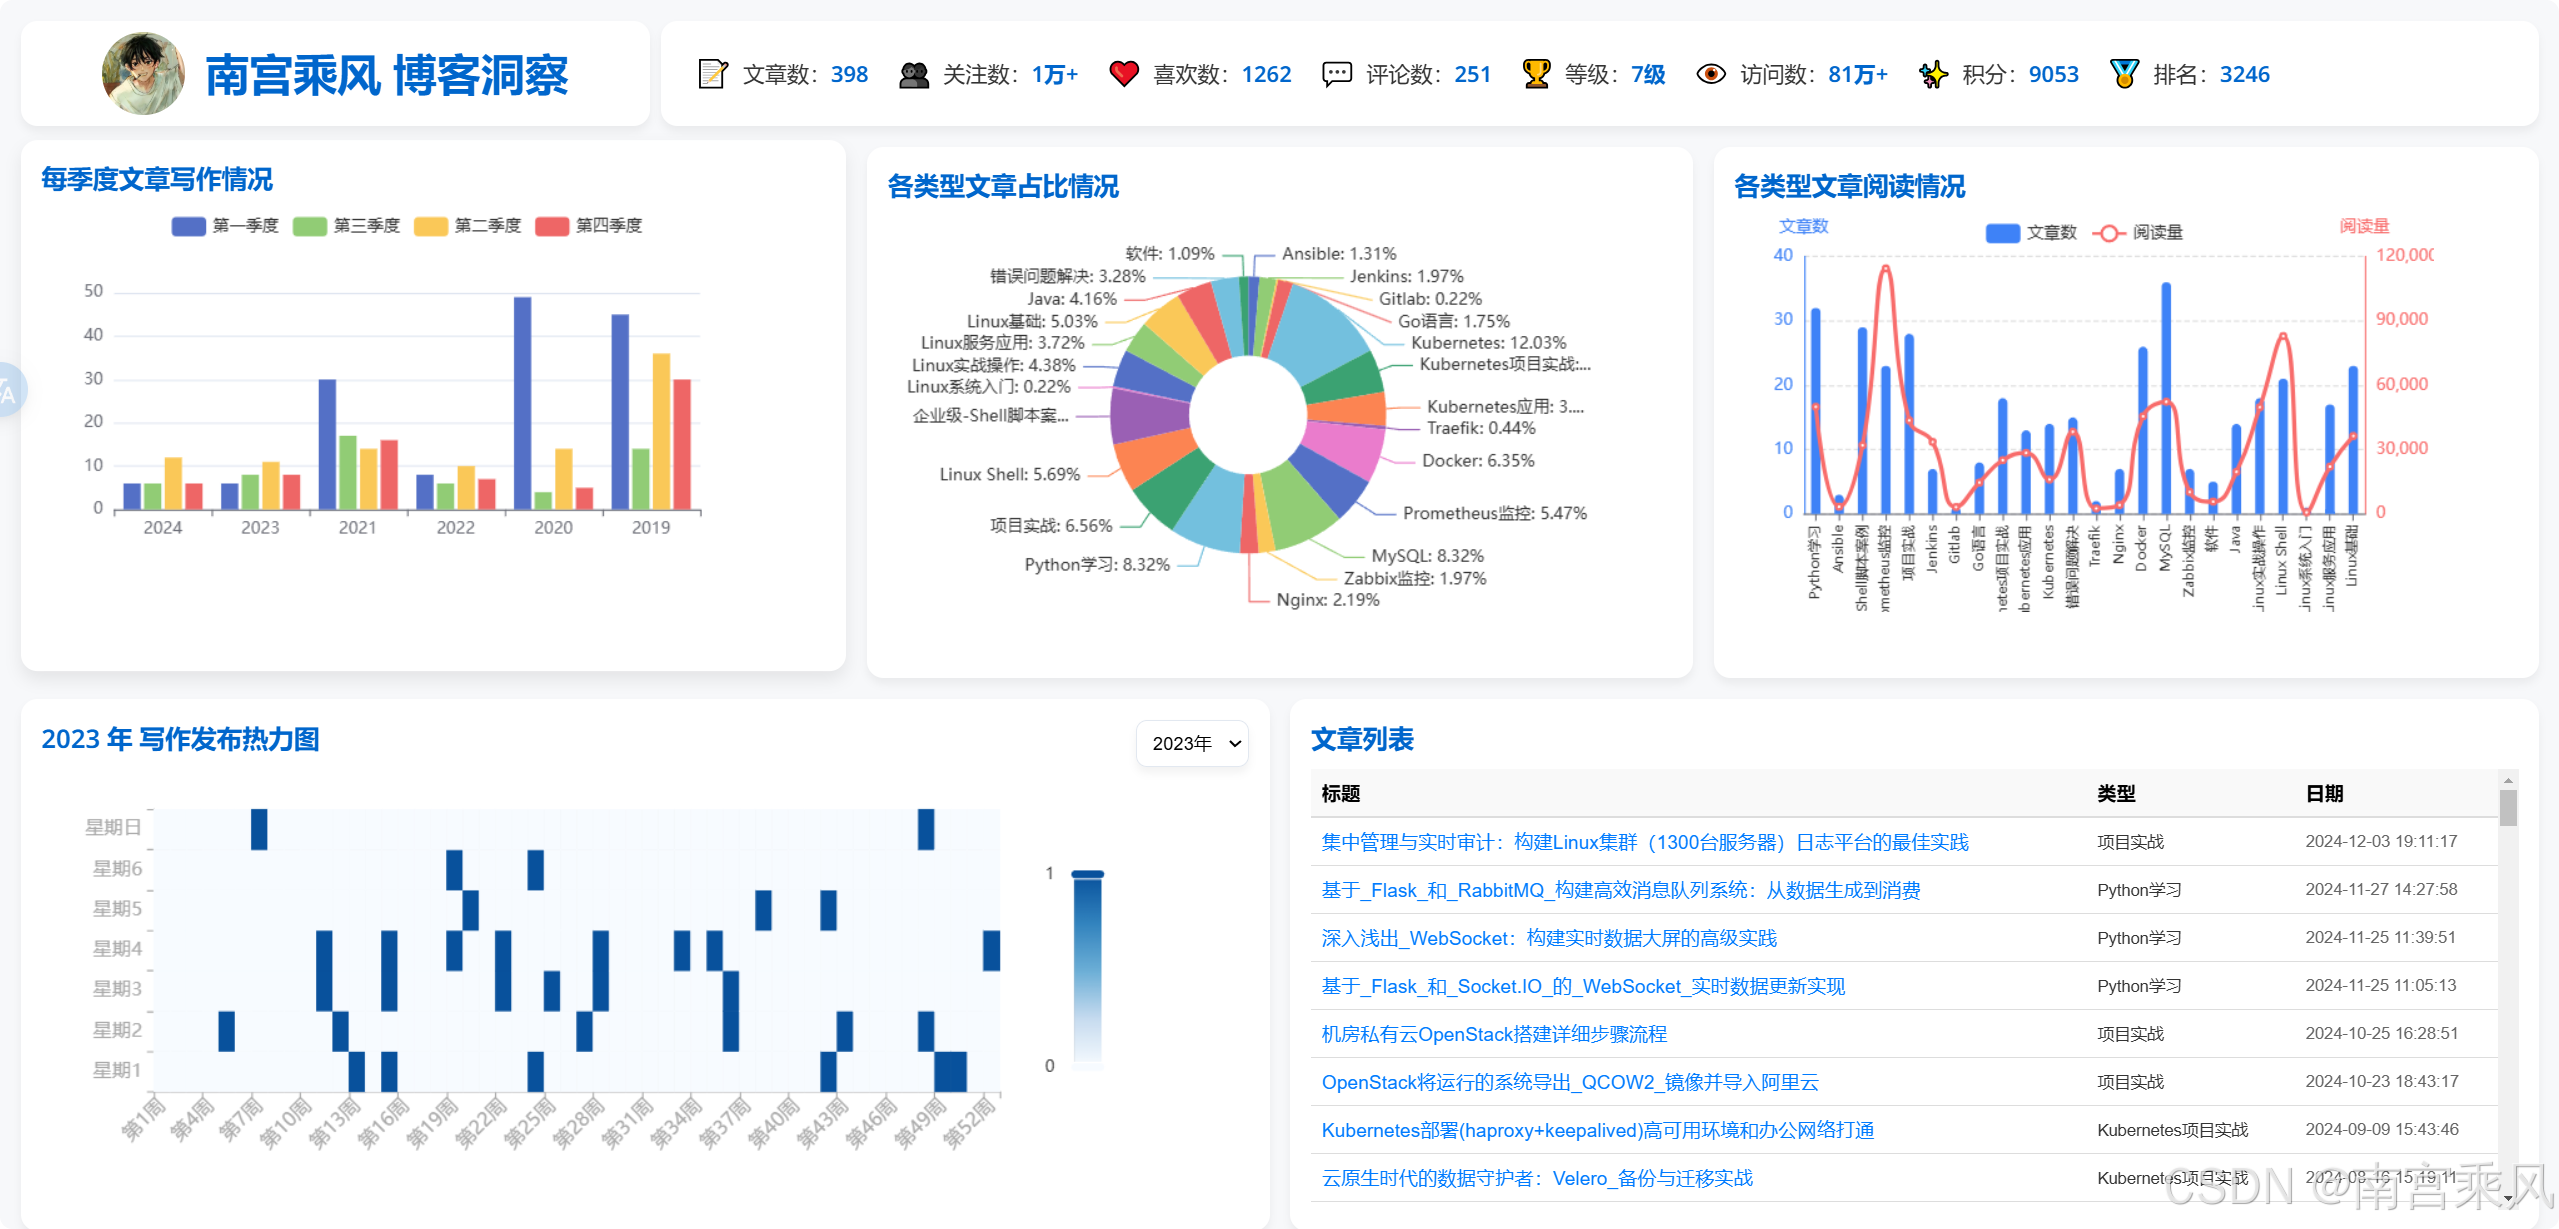 南宫乘风 博客洞察
文章数：398 关注数：1万+ 喜欢数：1262 评论数：251 等级：7级 访问数：81万+ 积分：9053 排名：3246
每季度文章写作情况
第一季度 第三季度 第二季度 第四季度
50
40
30
20
10
0
2024 2023 2021 2022 2020 2019
各类型文章占比情况
软件: 1.09%
错误问题解决: 3.28%
Java: 4.16%
Linux基础: 5.03%
Linux服务应用: 3.72%
Linux实战操作: 4.38%
Linux系统入门: 0.22%
企业级-Shell脚本案...
Linux Shell: 5.69%
项目实战: 6.56%
Python学习: 8.32%
Ansible: 1.31%
Jenkins: 1.97%
Gitlab: 0.22%
Go语言: 1.75%
Kubernetes: 12.03%
Kubernetes项目实战:...
Kubernetes应用: 3....
Traefik: 0.44%
Docker: 6.35%
Prometheus监控: 5.47%
MySQL: 8.32%
Zabbix监控: 1.97%
Nginx: 2.19%
各类型文章阅读情况
文章数 文章数 阅读量 阅读量
40 120,000
30 90,000
20 60,000
10 30,000
0 0
Python学习
Ansible
Shell脚本案例
metheus监控
项目实战
Jenkins
Gitlab
Go语言
netes项目实战
bernetes应用
Kubernetes
错误问题解决
Traefik
Nginx
Docker
MySQL
Zabbix监控
软件
Java
inux实战操作
Linux Shell
inux系统入门
inux服务应用
Linux基础
2023 年 写作发布热力图
2023年
星期日
星期6
星期5
星期4
星期3
星期2
星期1
第1周 第4周 第7周 第10周 第13周 第16周 第19周 第22周 第25周 第28周 第31周 第34周 第37周 第40周 第43周 第46周 第49周 第52周
1
0
文章列表
标题 类型 日期
集中管理与实时审计：构建Linux集群（1300台服务器）日志平台的最佳实践 项目实战 2024-12-03 19:11:17
基于_Flask_和_RabbitMQ_构建高效消息队列系统：从数据生成到消费 Python学习 2024-11-27 14:27:58
深入浅出_WebSocket：构建实时数据大屏的高级实践 Python学习 2024-11-25 11:39:51
基于_Flask_和_Socket.IO_的_WebSocket_实时数据更新实现 Python学习 2024-11-25 11:05:13
机房私有云OpenStack搭建详细步骤流程 项目实战 2024-10-25 16:28:51
OpenStack将运行的系统导出_QCOW2_镜像并导入阿里云 项目实战 2024-10-23 18:43:17
Kubernetes部署(haproxy+keepalived)高可用环境和办公网络打通 Kubernetes项目实战 2024-09-09 15:43:46
云原生时代的数据守护者：Velero_备份与迁移实战 Kubernetes项目实战 2024-08-16 15:19:11
CSDN @南宫乘风